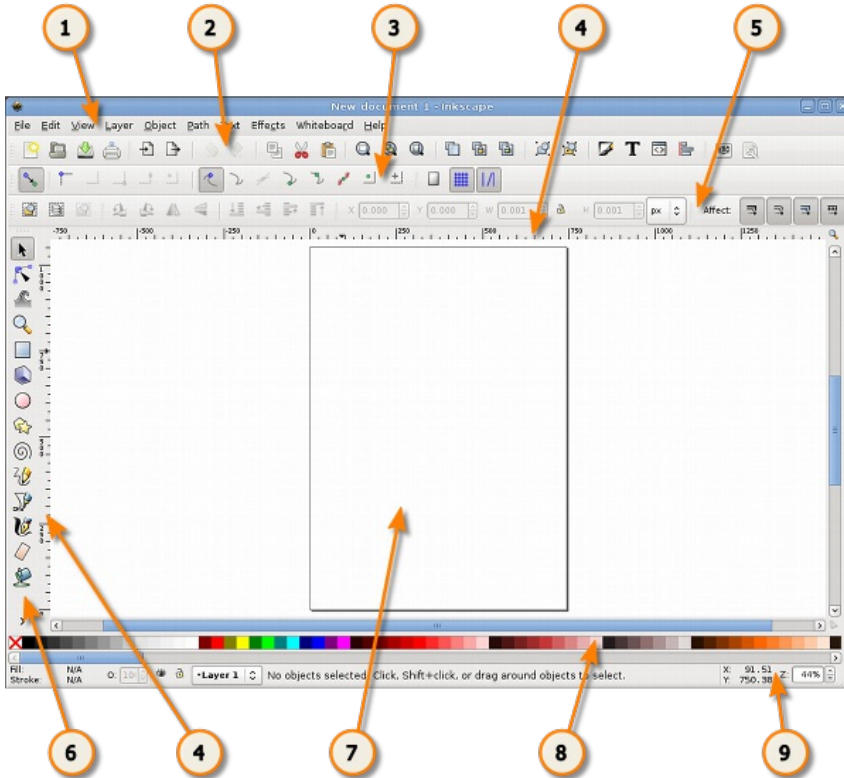 1 2 3 4 5
New document 1 - Inkscape
File Edit View Layer Object Path Text Effects Whiteboard Help
X 0.000 Y 0.000 W 0.001 H 0.001 px Affect:
-750 -500 -250 0 250 500 750 1000 1250
Fill: N/A
Stroke: N/A
O: •Layer 1 No objects selected. Click, Shift+click, or drag around objects to select.
X: 91.51
Y: 750.38
Z: 44%
6 4 7 8 9